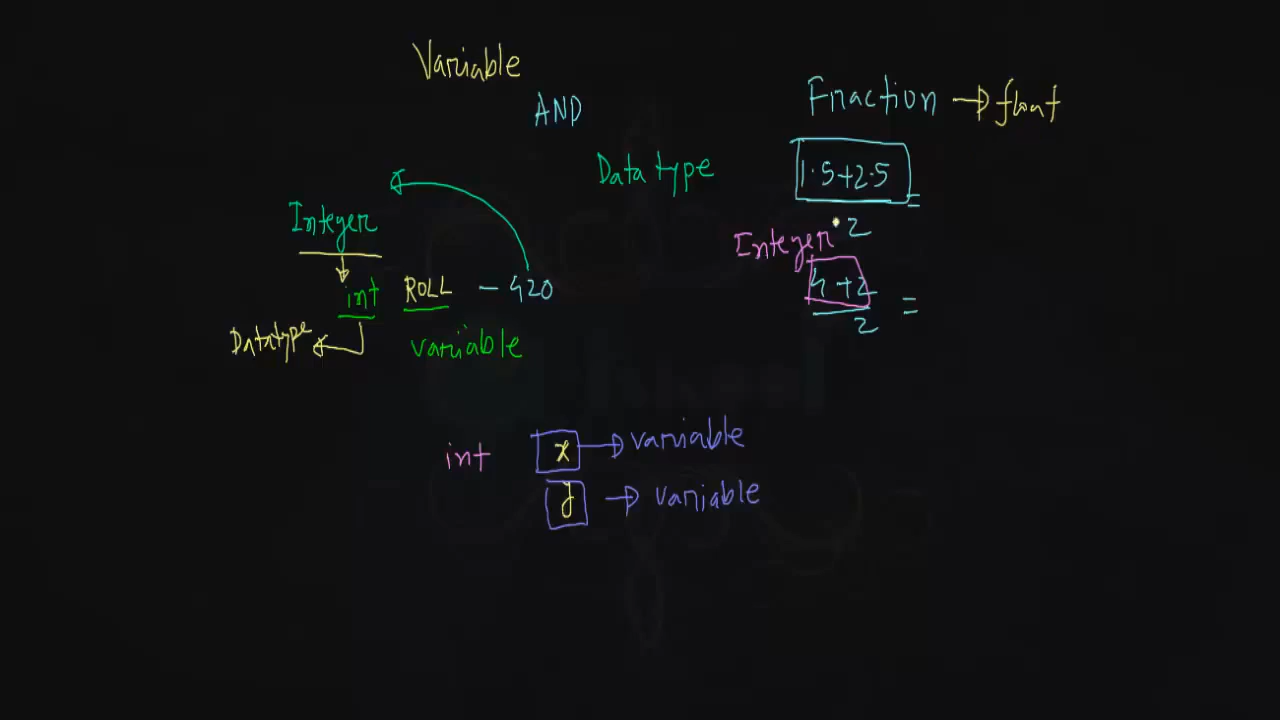 Variable
AND
Data type
Integer
int ROLL - 420
Datatype variable
Fraction → float
1.5+2.5 =
2
Integer
4 + 2 =
2
int x → variable
y → variable